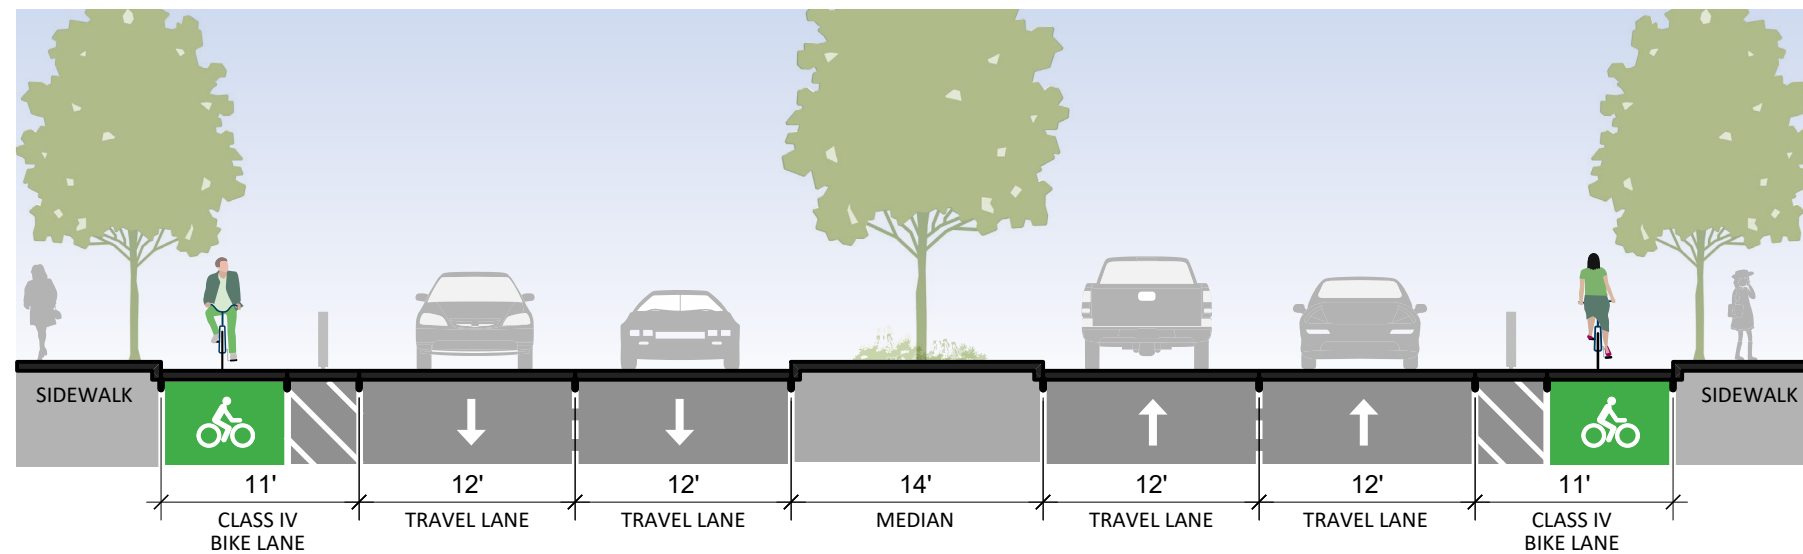 SIDEWALK
SIDEWALK
11'
12'
12'
14'
12'
12'
11'
CLASS IV
BIKE LANE
TRAVEL LANE
TRAVEL LANE
MEDIAN
TRAVEL LANE
TRAVEL LANE
CLASS IV
BIKE LANE